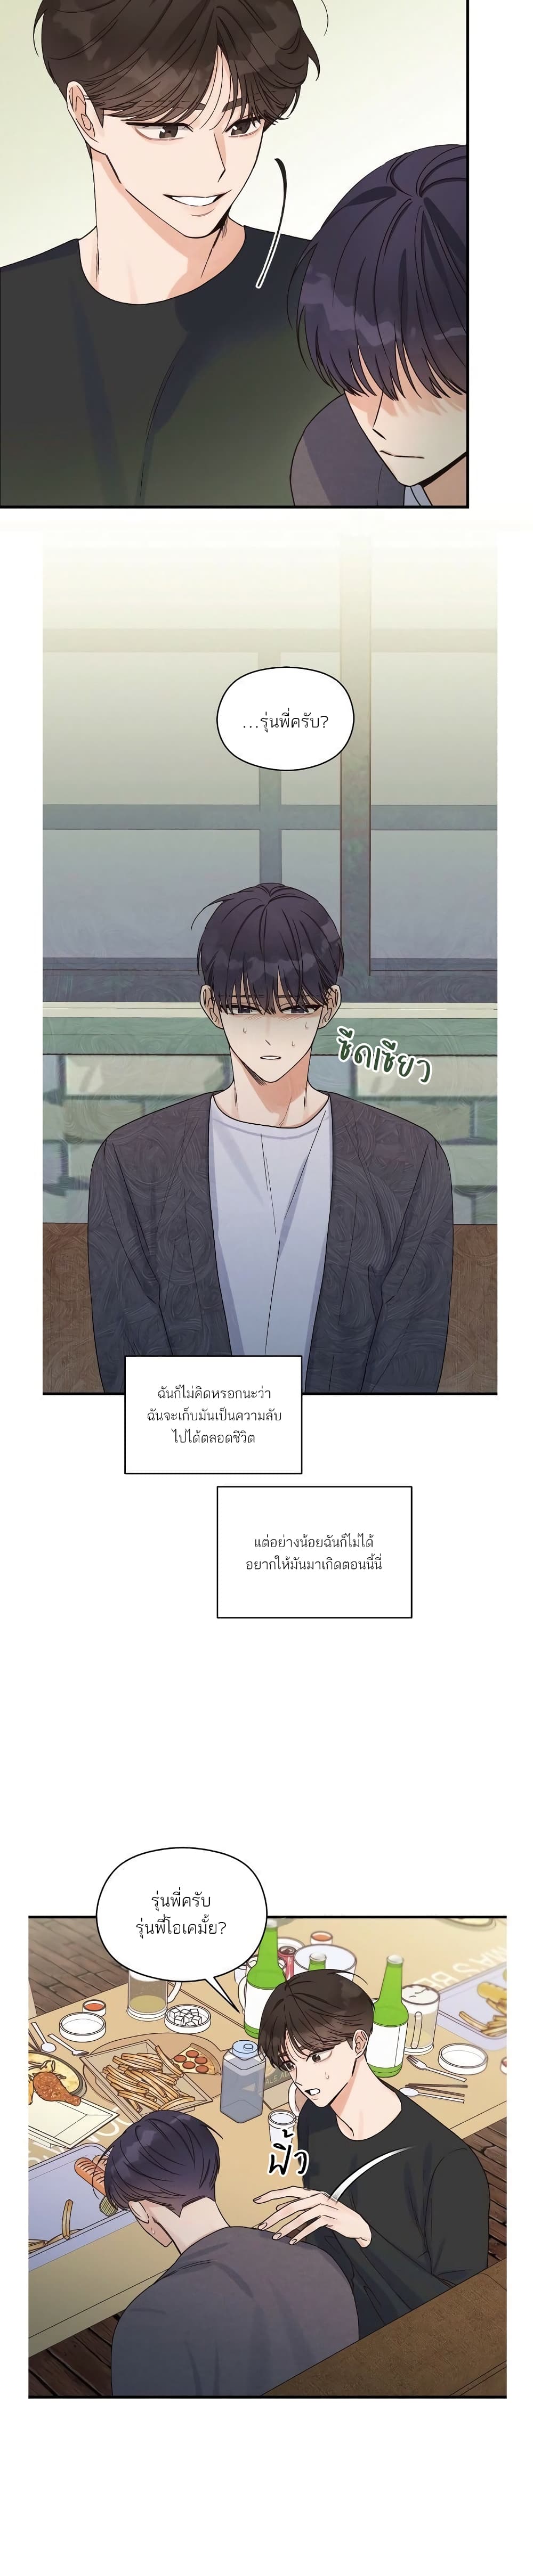 ...รุ่นพี่ครับ?
ซีดเซียว
ฉันก็ไม่คิดหรอกนะว่า
ฉันจะเก็บมันเป็นความลับ
ไปได้ตลอดชีวิต
แต่อย่างน้อยฉันก็ไม่ได้
อยากให้มันมาเกิดตอนนี้นี่
รุ่นพี่ครับ
รุ่นพี่โอเคมั้ย?
ฟิ้ว